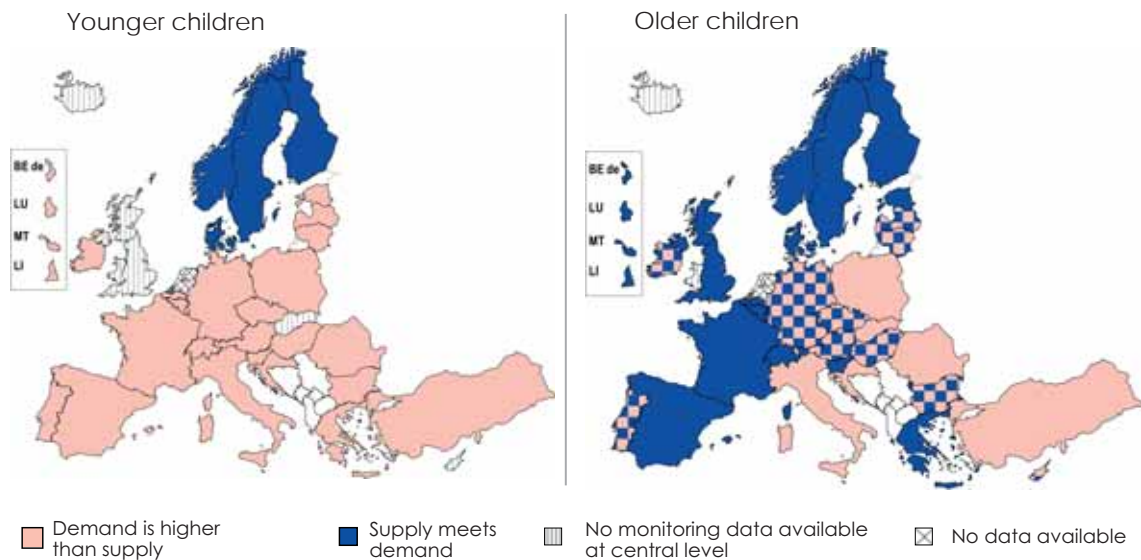 Younger children
Older children
BE de
LU
MT
LI
BE de
LU
MT
LI
Demand is higher
than supply
Supply meets
demand
No monitoring data available
at central level
No data available